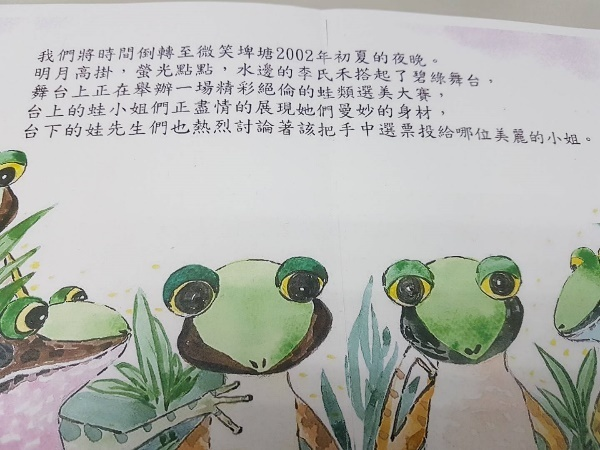 我們將時間倒轉至微笑埤塘2002年初夏的夜晚。
明月高掛，螢光點點，水邊的李氏禾搭起了碧綠舞台，
舞台上正在舉辦一場精彩絕倫的蛙類選美大賽，
台上的蛙小姐們正盡情的展現她們曼妙的身材，
台下的娃先生們也熱烈討論著該把手中選票投給哪位美麗的小姐。